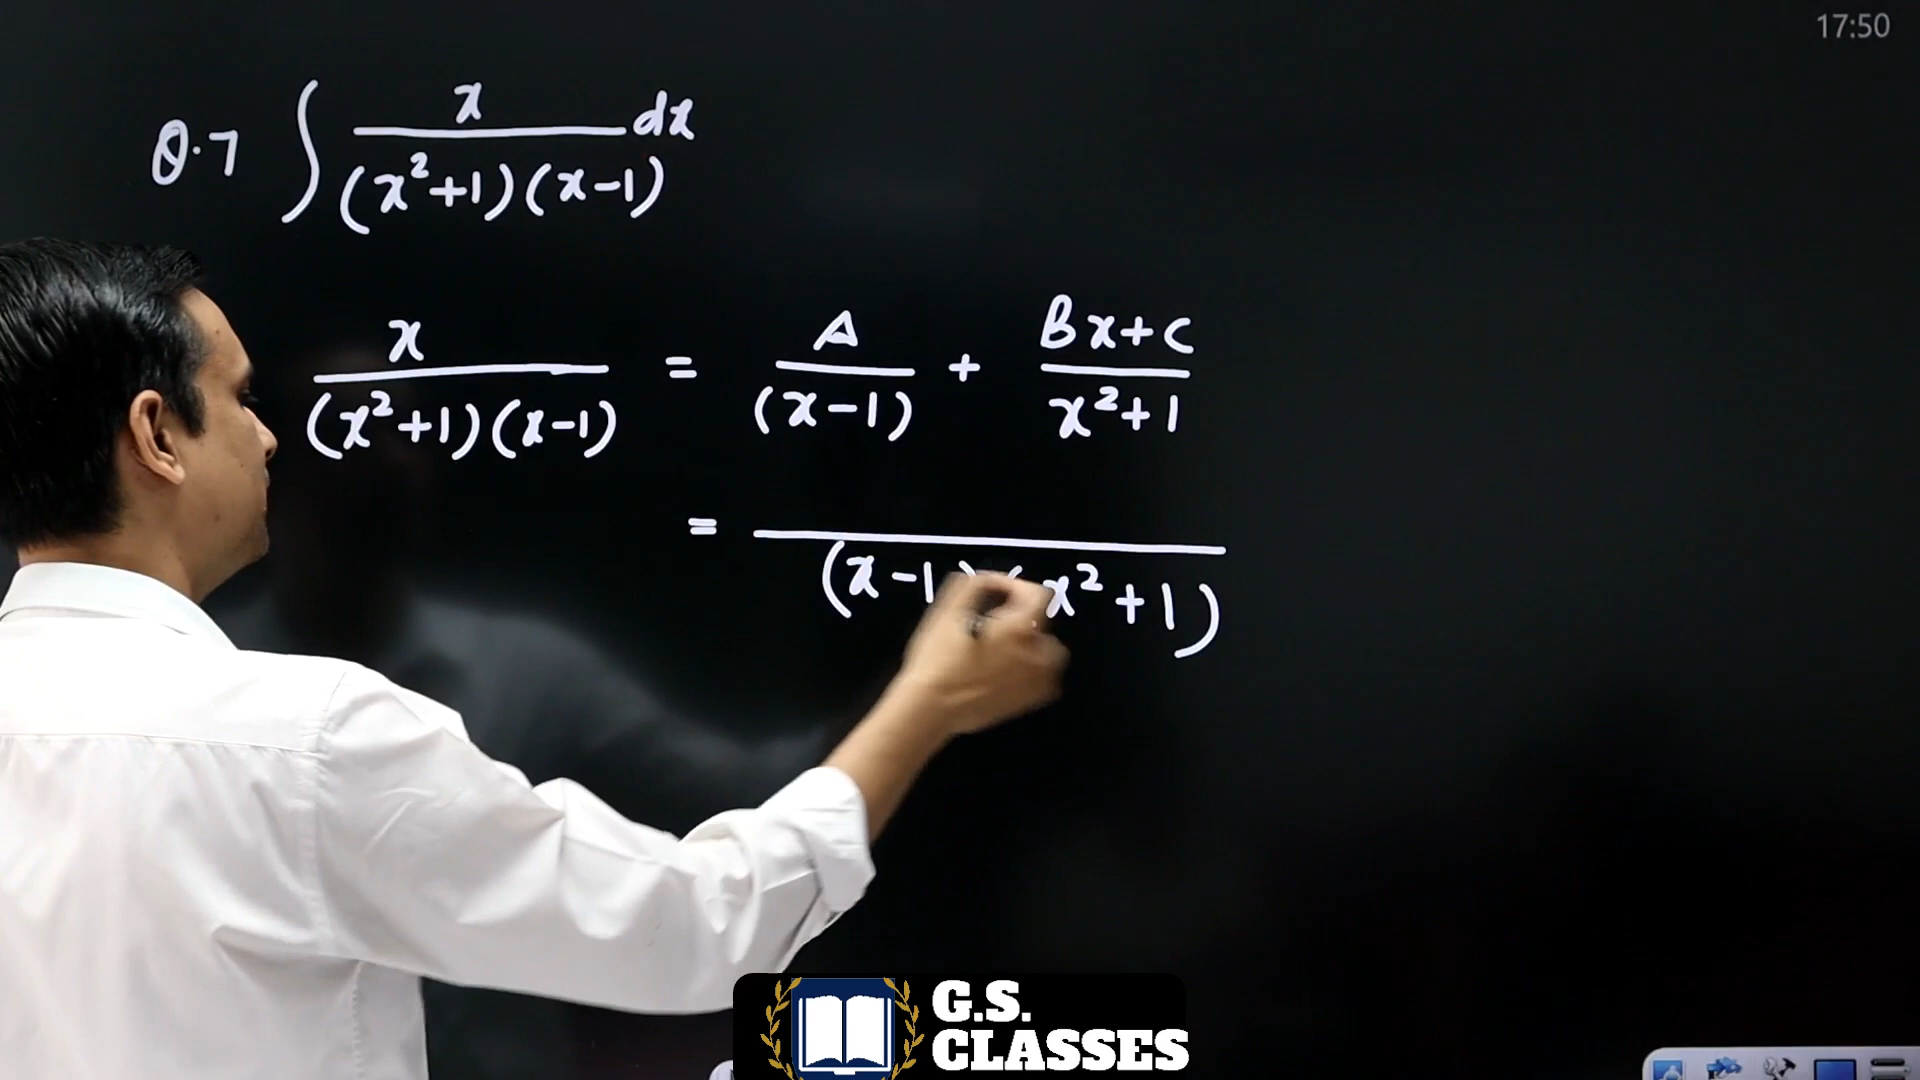 17:50
Q.7 ∫ x/((x²+1)(x-1)) dx
x/((x²+1)(x-1)) = A/(x-1) + (Bx+C)/(x²+1)
= /((x-1)(x²+1))
G.S.
CLASSES